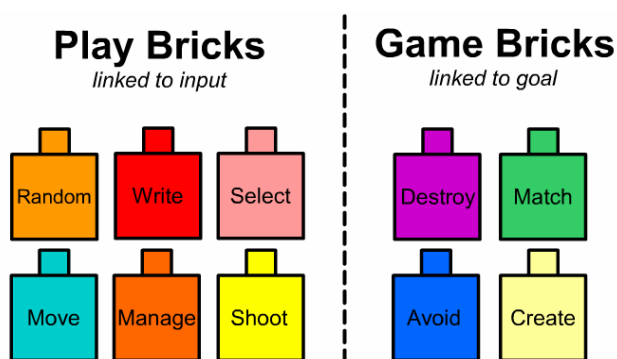 Play Bricks
linked to input
Random Write Select
Move Manage Shoot
Game Bricks
linked to goal
Destroy Match
Avoid Create